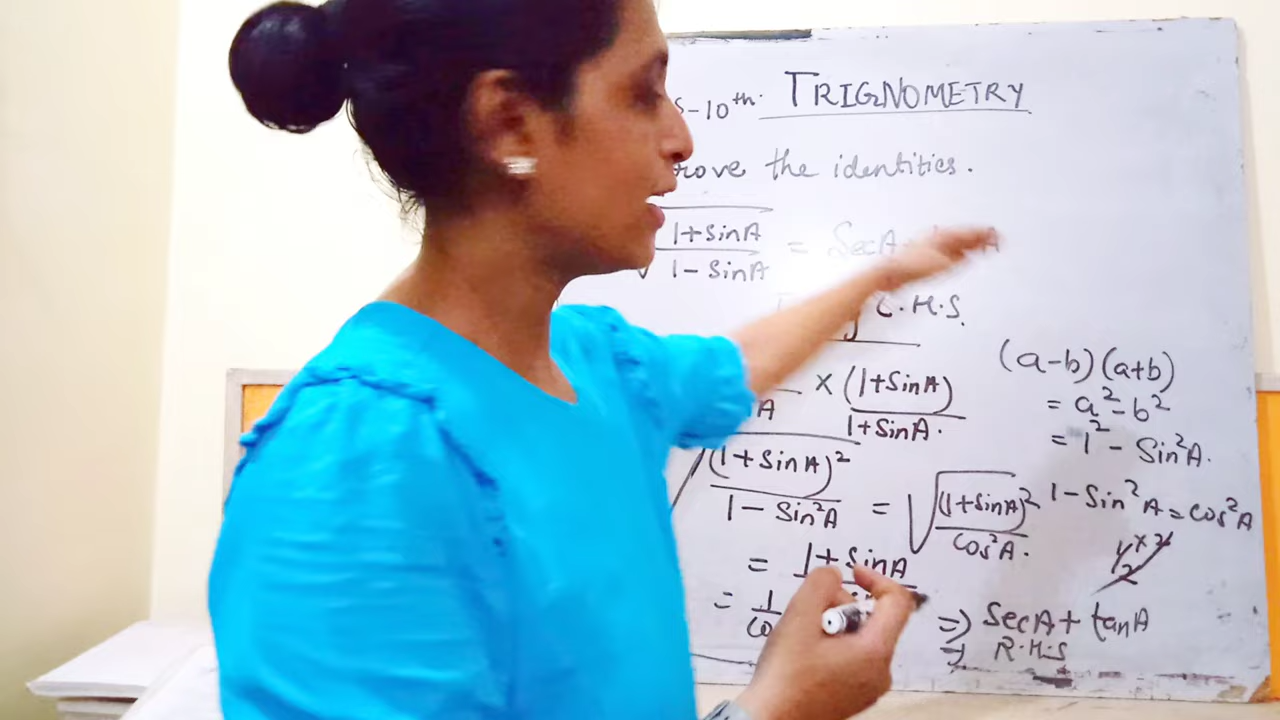 S-10th. TRIGNOMETRY
rove the identities.
√(1+SinA)/(1-SinA) = SecA
L.H.S.
A × (1+SinA)/(1+SinA).
(a-b)(a+b)
= a²-b²
= 1²-Sin²A.
√(1+SinA)²/(1-Sin²A) = √(1+SinA)²/(Cos²A).
1-Sin²A = Cos²A
= 1+SinA
= 1/
⇒ SecA + tanA
⇒ R.H.S